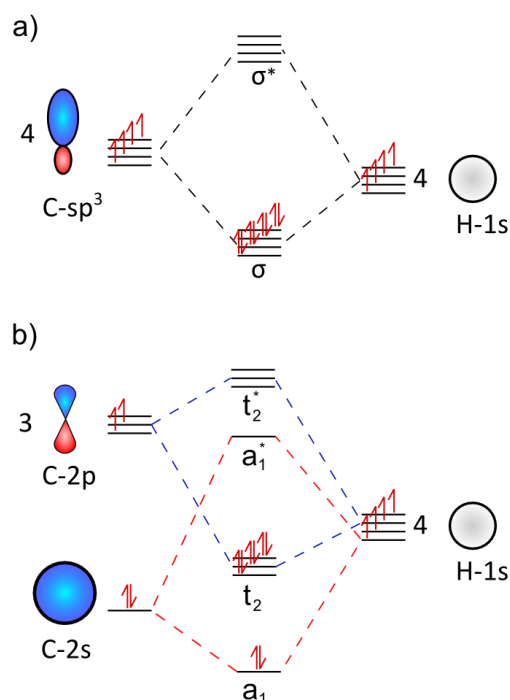 a)
σ*
4
4
C-sp³
H-1s
σ
b)
t₂*
3
a₁*
C-2p
4
H-1s
t₂
C-2s
a₁